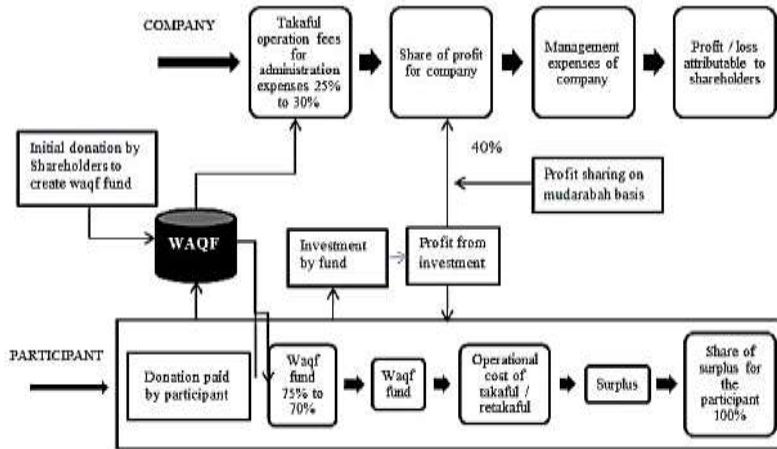 COMPANY
Takaful
operation fees
for
administration
expenses 25%
to 30%
Share of profit
for company
Management
expenses of
company
Profit / loss
attributable to
shareholders
Initial donation by
Shareholders to
create waqf fund
40%
Profit sharing on
mudarabah basis
WAQF
Investment
by fund
Profit from
investment
PARTICIPANT
Donation paid
by participant
Waqf
fund
75% to
70%
Waqf
fund
Operational
cost of
takaful /
retakaful
Surplus
Share of
surplus for
the
participant
100%